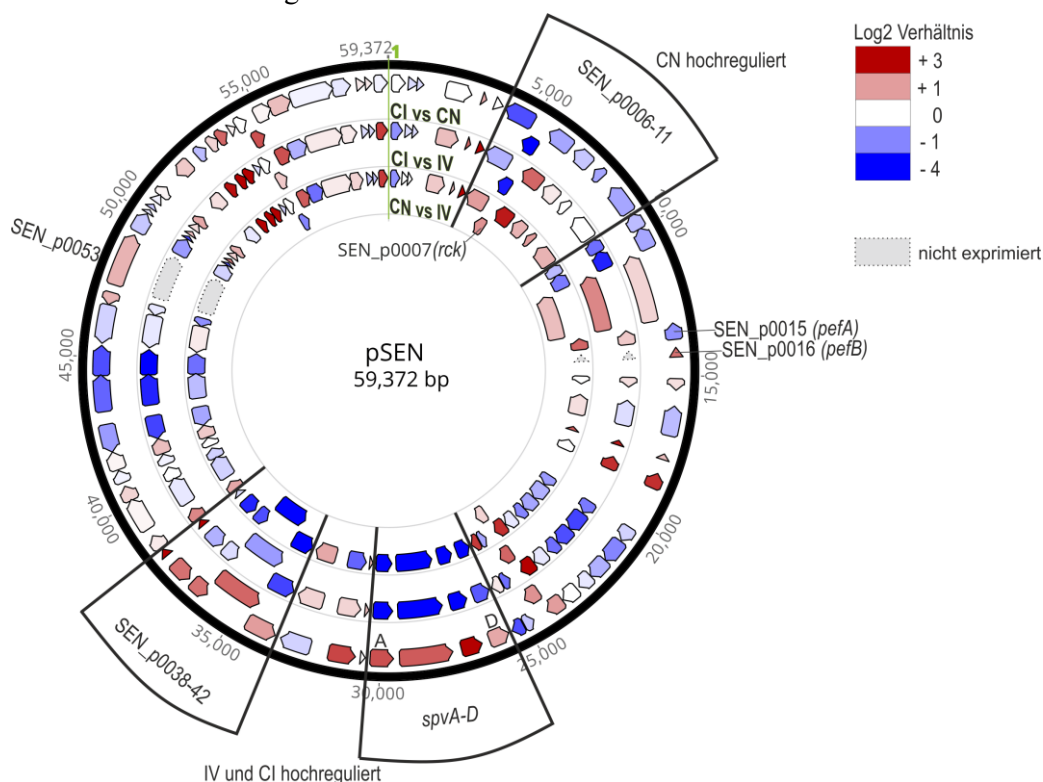 59,372
1
5,000
10,000
15,000
20,000
25,000
30,000
35,000
40,000
45,000
50,000
55,000
CI vs CN
CI vs IV
CN vs IV
SEN_p0006-11
CN hochreguliert
SEN_p0007(rck)
SEN_p0015 (pefA)
SEN_p0016 (pefB)
SEN_p0053
pSEN
59,372 bp
A
D
spvA-D
SEN_p0038-42
IV und CI hochreguliert
Log2 Verhältnis
+ 3
+ 1
0
- 1
- 4
nicht exprimiert